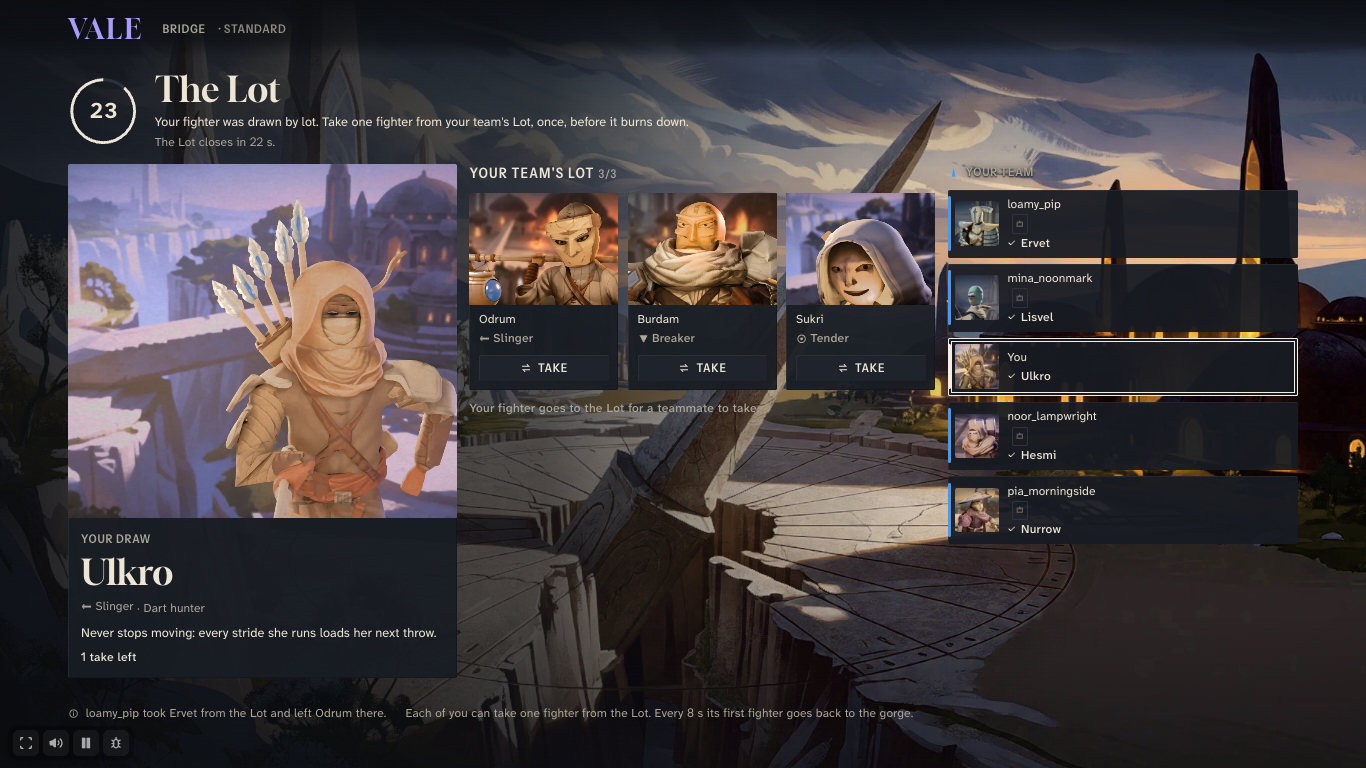 VALE
BRIDGE · STANDARD
23
The Lot
Your fighter was drawn by lot. Take one fighter from your team's Lot, once, before it burns down.
The Lot closes in 22 s.
YOUR DRAW
Ulkro
Slinger · Dart hunter
Never stops moving: every stride she runs loads her next throw.
1 take left
YOUR TEAM'S LOT 3/3
Odrum
Slinger
TAKE
Burdam
Breaker
TAKE
Sukri
Tender
TAKE
Your fighter goes to the Lot for a teammate to take.
YOUR TEAM
loamy_pip
Ervet
mina_noonmark
Lisvel
You
Ulkro
noor_lampwright
Hesmi
pia_morningside
Nurrow
loamy_pip took Ervet from the Lot and left Odrum there. Each of you can take one fighter from the Lot. Every 8 s its first fighter goes back to the gorge.